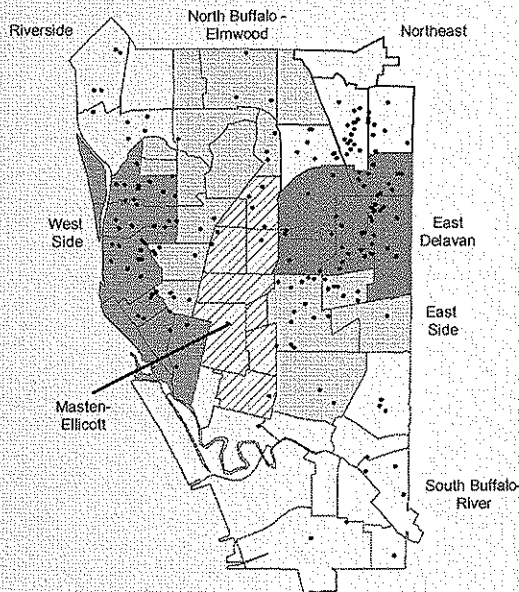 North Buffalo -
Elmwood
Riverside
Northeast
West
Side
East
Delavan
East
Side
Masten-
Ellicott
South Buffalo-
River